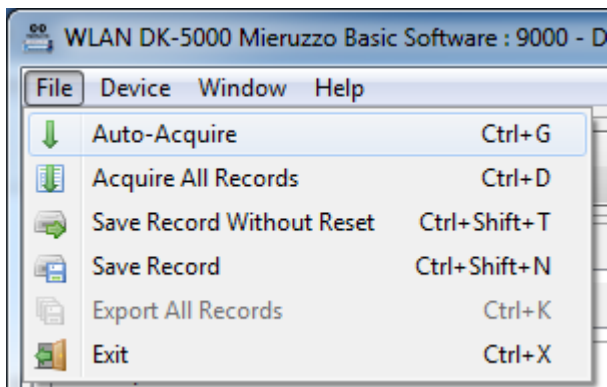 WLAN DK-5000 Mieruzzo Basic Software : 9000 - D
File Device Window Help
Auto-Acquire Ctrl+G
Acquire All Records Ctrl+D
Save Record Without Reset Ctrl+Shift+T
Save Record Ctrl+Shift+N
Export All Records Ctrl+K
Exit Ctrl+X